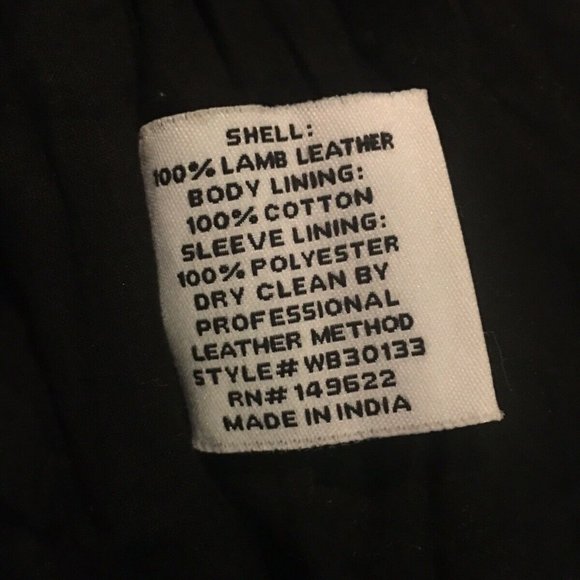 SHELL:
100% LAMB LEATHER
BODY LINING:
100% COTTON
SLEEVE LINING:
100% POLYESTER
DRY CLEAN BY
PROFESSIONAL
LEATHER METHOD
STYLE# WB30133
RN# 149622
MADE IN INDIA